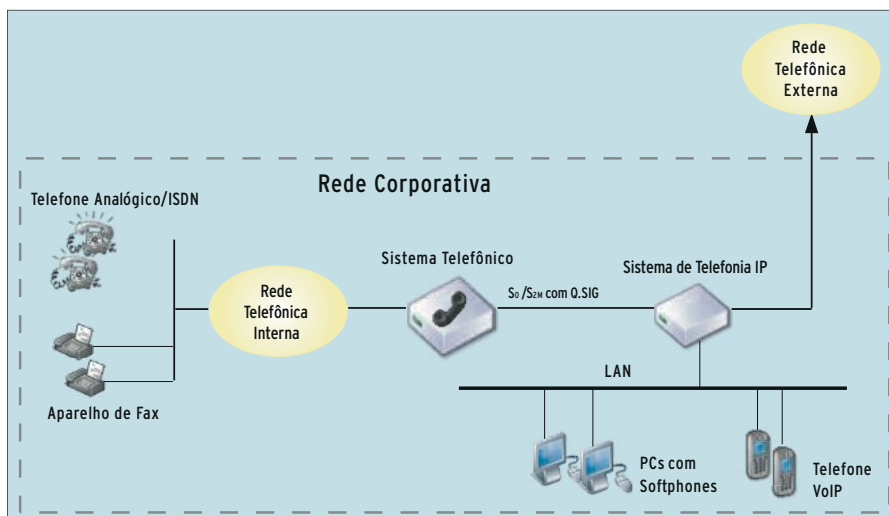 Rede
Telefônica
Externa
Rede Corporativa
Telefone Analógico/ISDN
Sistema Telefônico
Sistema de Telefonia IP
S0 /S2M com Q.SIG
Rede
Telefônica
Interna
LAN
Aparelho de Fax
PCs com
Softphones
Telefone
VoIP